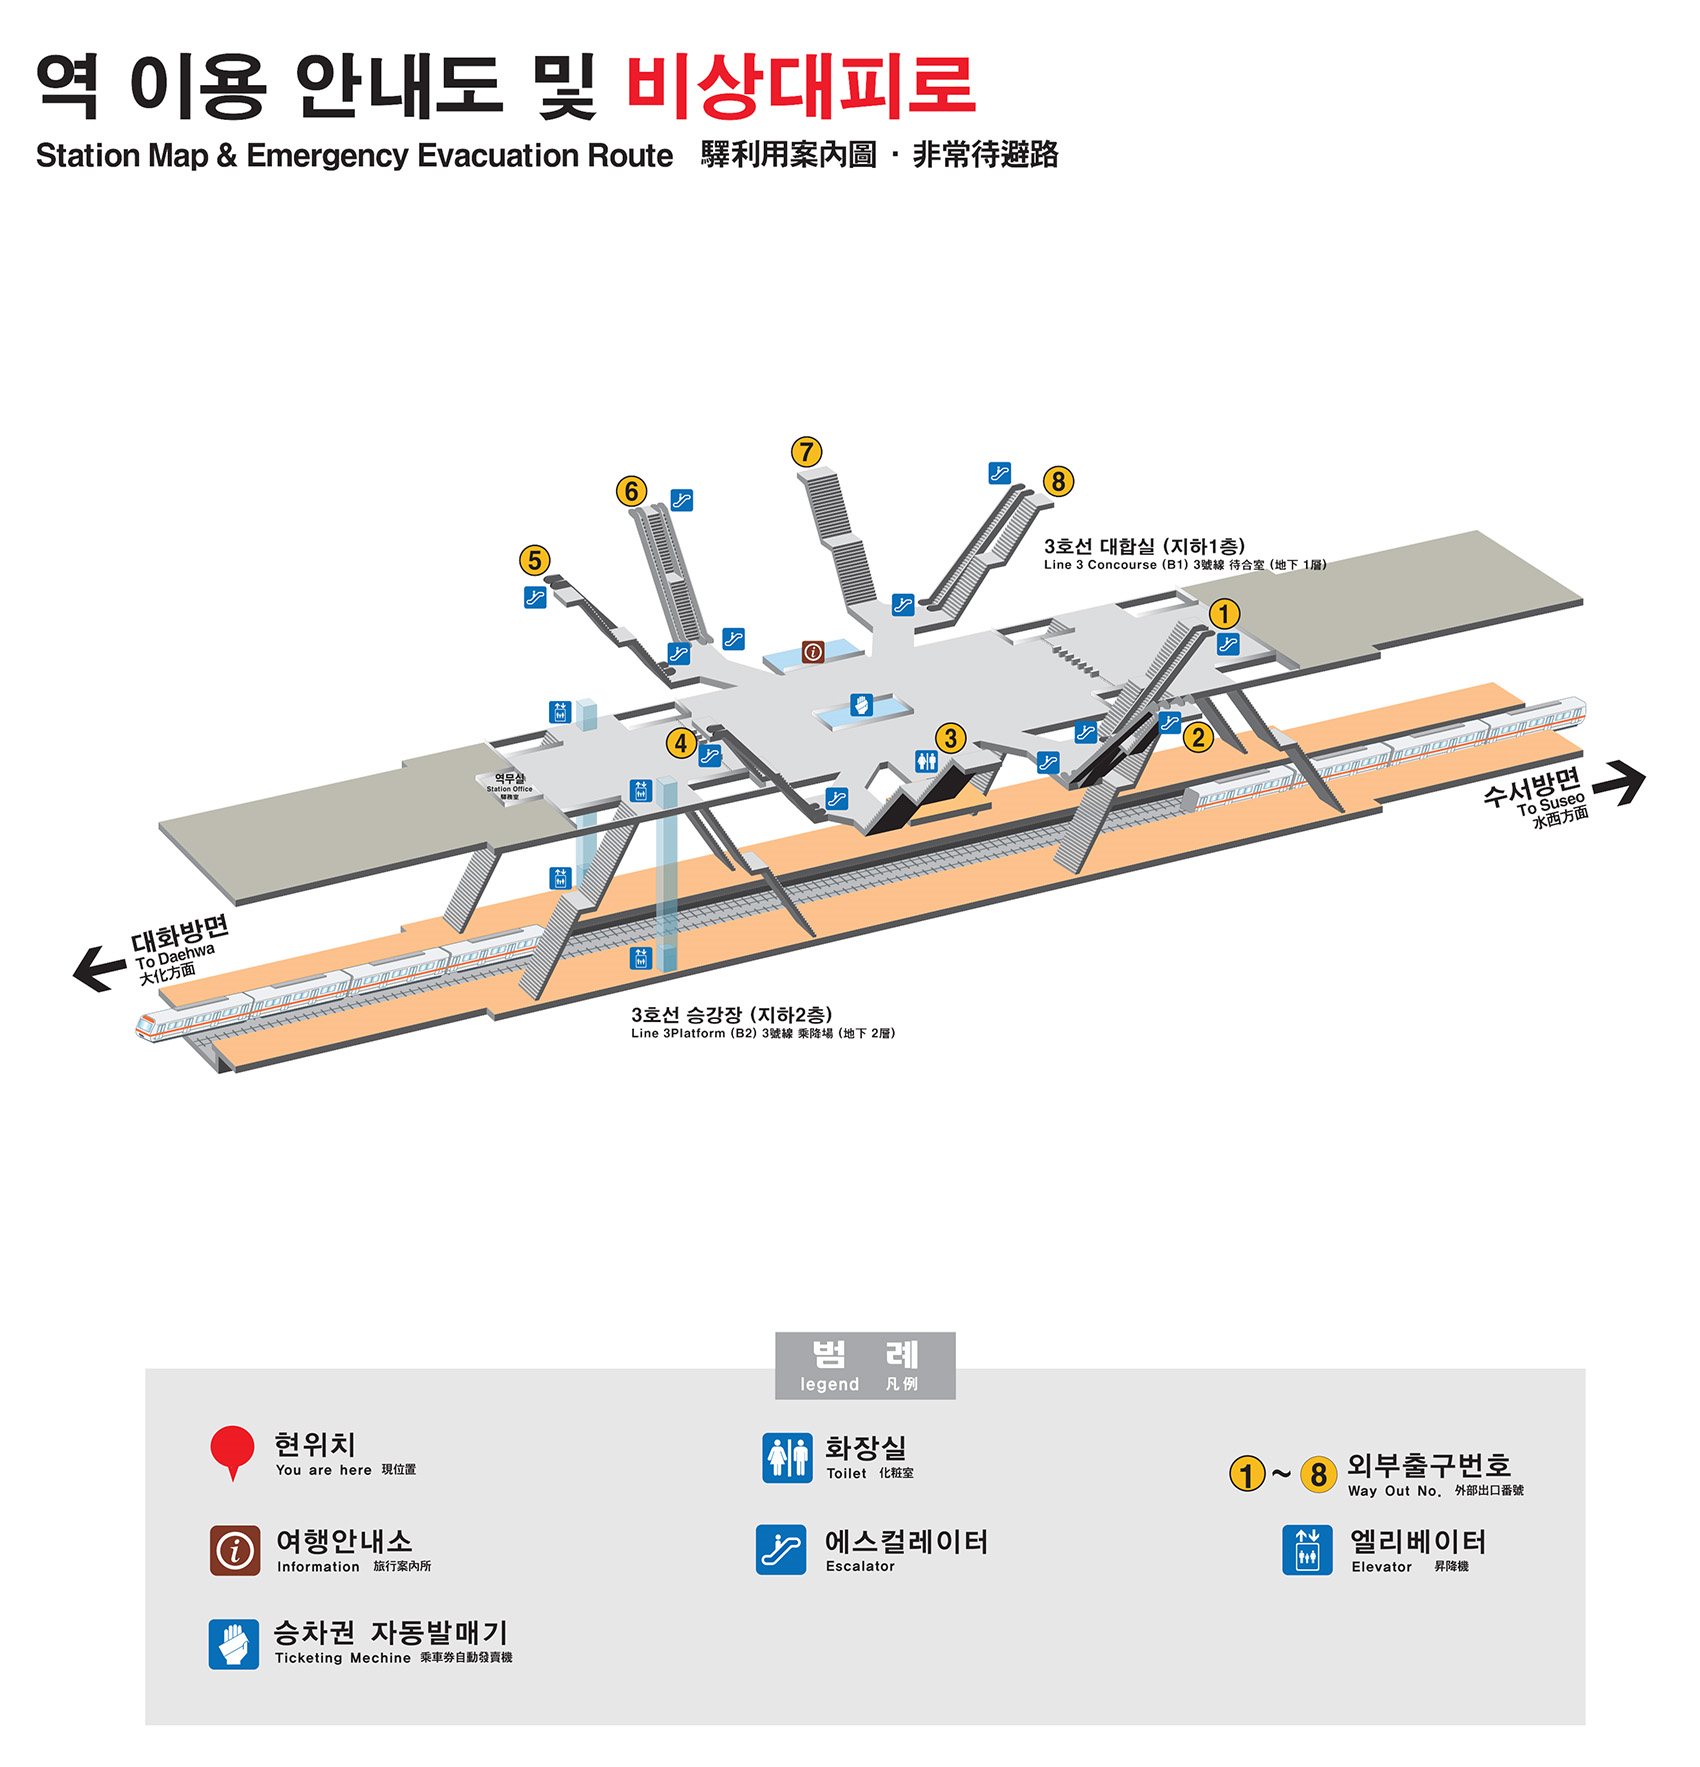 역 이용 안내도 및 비상대피로
Station Map & Emergency Evacuation Route 驛利用案內圖 · 非常待避路
7
8
6
5
3호선 대합실 (지하1층)
Line 3 Concourse (B1) 3號線 待合室 (地下 1層)
1
4
3
2
역무실
Station Office
驛務室
수서방면
To Suseo
水西方面
대화방면
To Daehwa
大化方面
3호선 승강장 (지하2층)
Line 3Platform (B2) 3號線 乘降場 (地下 2層)
범 례
legend 凡例
현위치
You are here 現位置
화장실
Toilet 化粧室
1 ~ 8 외부출구번호
Way Out No. 外部出口番號
여행안내소
Information 旅行案內所
에스컬레이터
Escalator
엘리베이터
Elevator 昇降機
승차권 자동발매기
Ticketing Mechine 乘車券自動發賣機